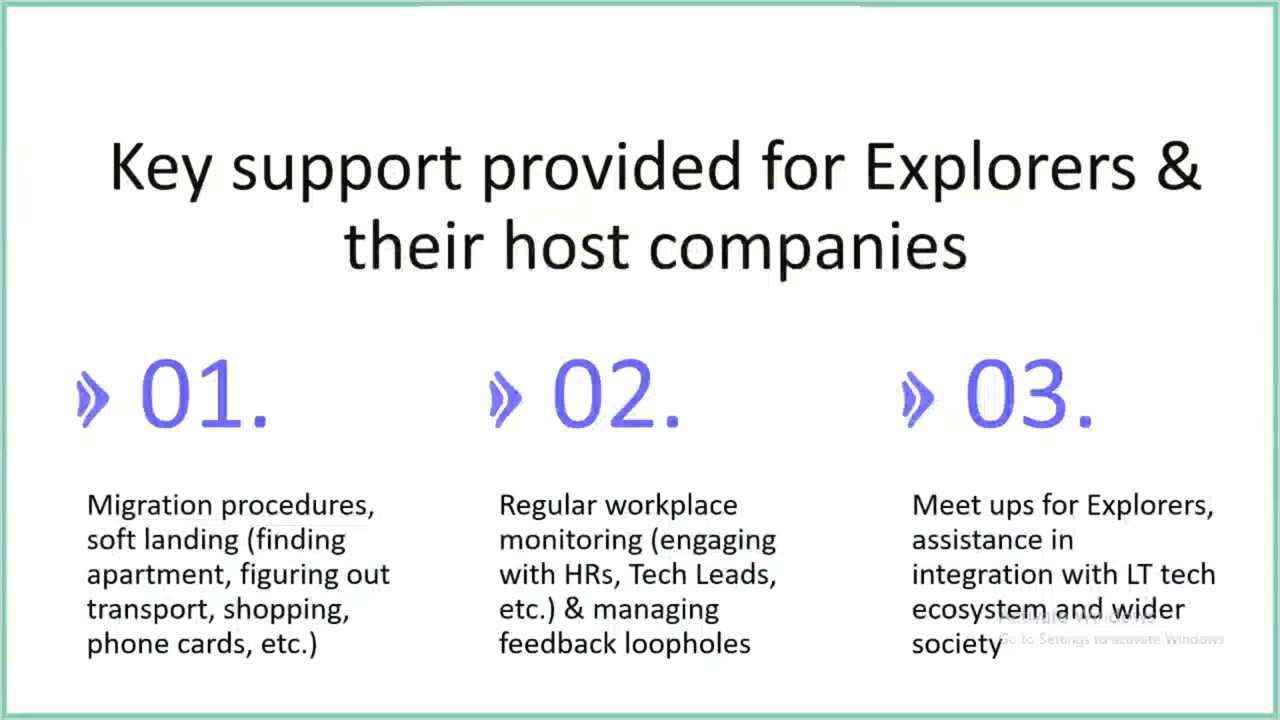 Key support provided for Explorers &
their host companies
01.
Migration procedures,
soft landing (finding
apartment, figuring out
transport, shopping,
phone cards, etc.)
02.
Regular workplace
monitoring (engaging
with HRs, Tech Leads,
etc.) & managing
feedback loopholes
03.
Meet ups for Explorers,
assistance in
integration with LT tech
ecosystem and wider
society
Activate Windows
Go to Settings to activate Windows